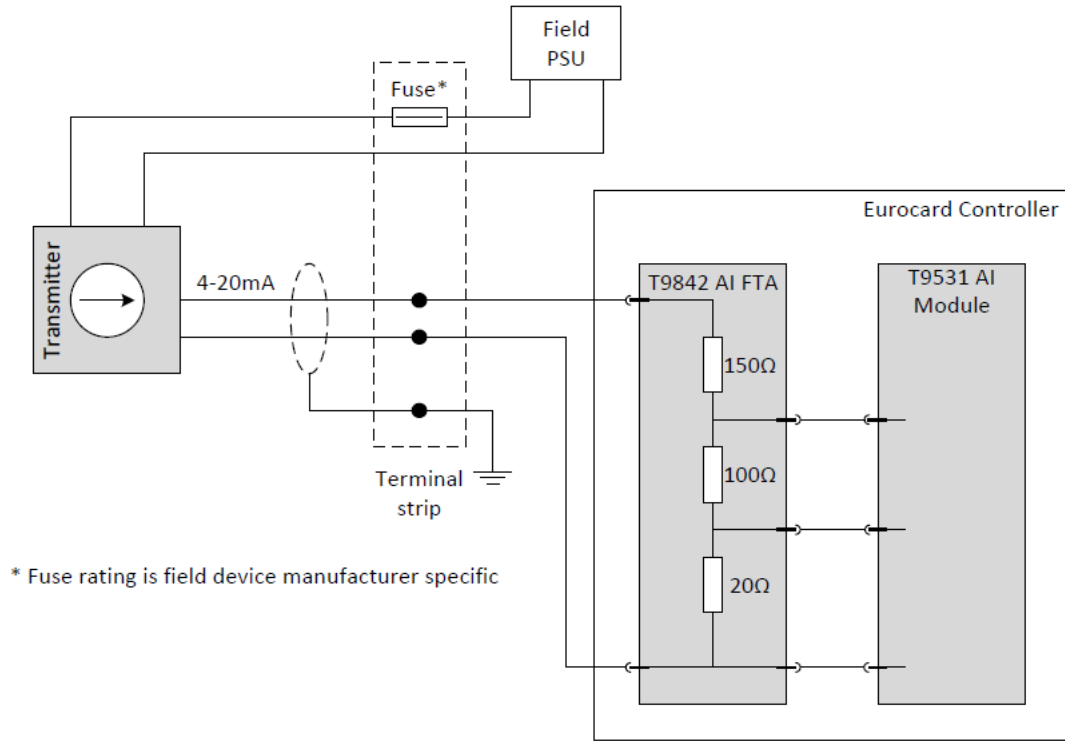 Field
PSU
Fuse*
Eurocard Controller
Transmitter
4-20mA
T9842 AI FTA
T9531 AI
Module
150Ω
100Ω
20Ω
Terminal
strip
* Fuse rating is field device manufacturer specific